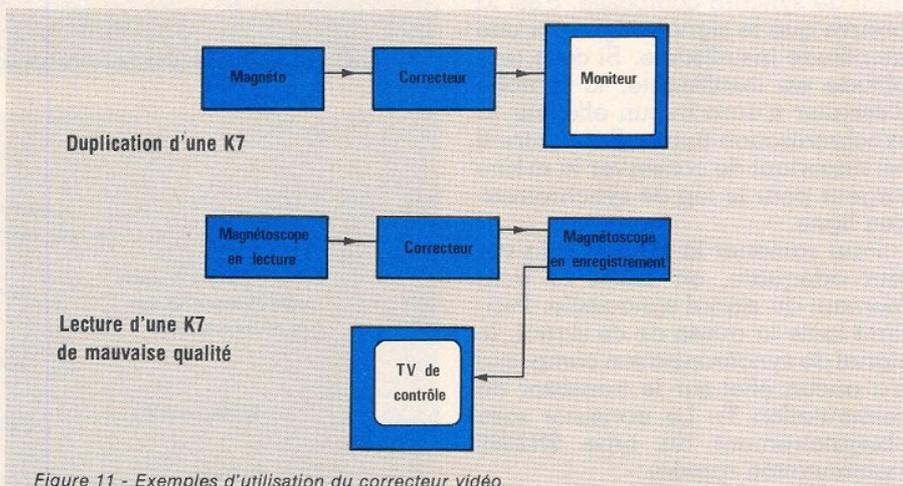 Magnéto
Correcteur
Moniteur
Duplication d'une K7
Magnétoscope
en lecture
Correcteur
Magnétoscope
en enregistrement
Lecture d'une K7
de mauvaise qualité
TV de
contrôle
Figure 11 - Exemples d'utilisation du correcteur vidéo